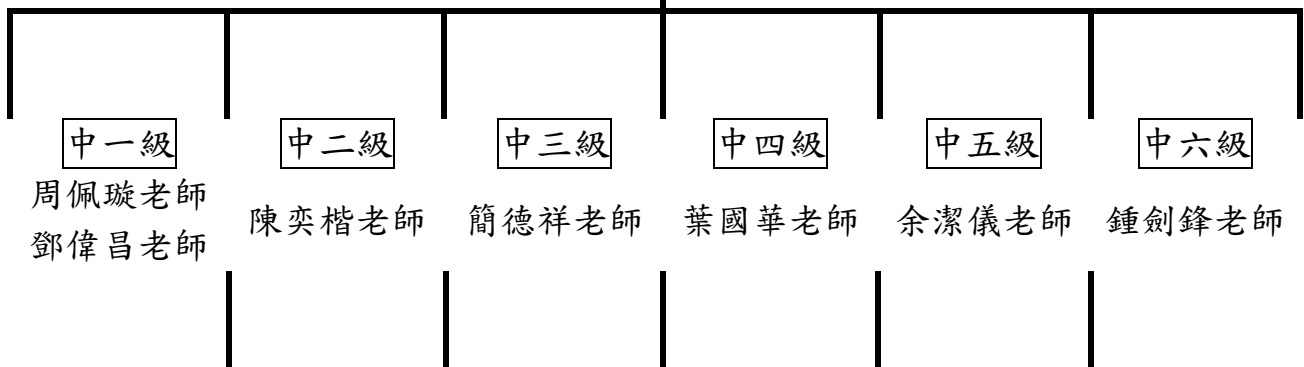 中一級
周佩璇老師
鄧偉昌老師
中二級
陳奕楷老師
中三級
簡德祥老師
中四級
葉國華老師
中五級
余潔儀老師
中六級
鍾劍鋒老師